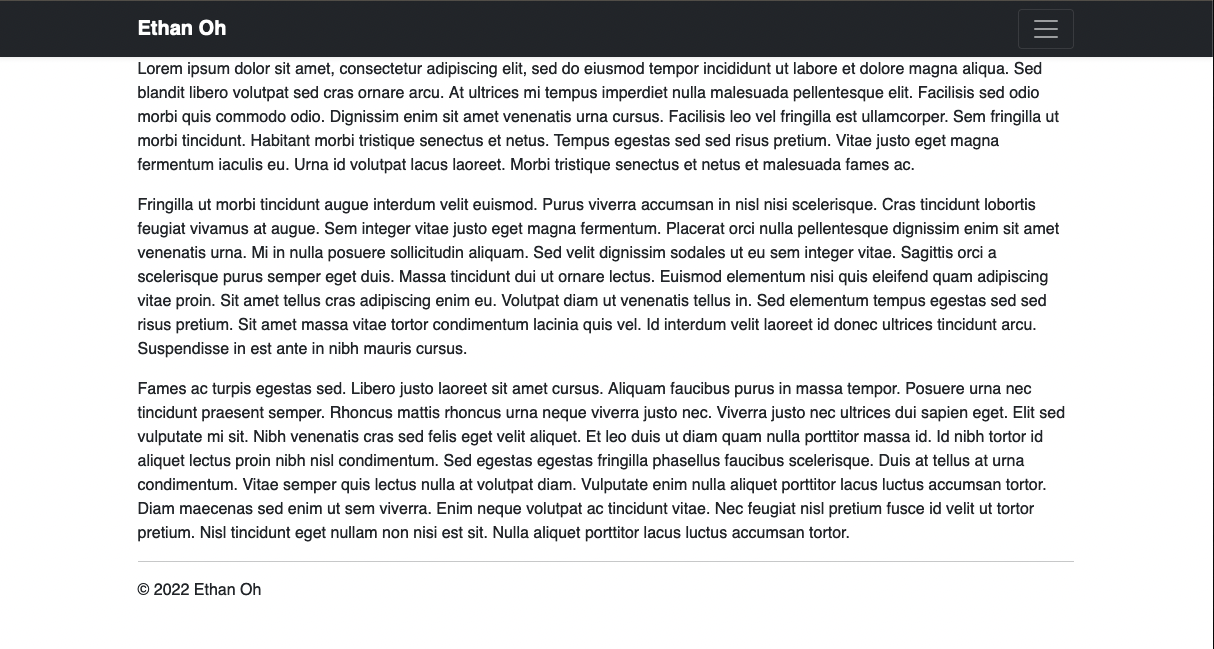 Ethan Oh
Lorem ipsum dolor sit amet, consectetur adipiscing elit, sed do eiusmod tempor incididunt ut labore et dolore magna aliqua. Sed
blandit libero volutpat sed cras ornare arcu. At ultrices mi tempus imperdiet nulla malesuada pellentesque elit. Facilisis sed odio
morbi quis commodo odio. Dignissim enim sit amet venenatis urna cursus. Facilisis leo vel fringilla est ullamcorper. Sem fringilla ut
morbi tincidunt. Habitant morbi tristique senectus et netus. Tempus egestas sed sed risus pretium. Vitae justo eget magna
fermentum iaculis eu. Urna id volutpat lacus laoreet. Morbi tristique senectus et netus et malesuada fames ac.
Fringilla ut morbi tincidunt augue interdum velit euismod. Purus viverra accumsan in nisl nisi scelerisque. Cras tincidunt lobortis
feugiat vivamus at augue. Sem integer vitae justo eget magna fermentum. Placerat orci nulla pellentesque dignissim enim sit amet
venenatis urna. Mi in nulla posuere sollicitudin aliquam. Sed velit dignissim sodales ut eu sem integer vitae. Sagittis orci a
scelerisque purus semper eget duis. Massa tincidunt dui ut ornare lectus. Euismod elementum nisi quis eleifend quam adipiscing
vitae proin. Sit amet tellus cras adipiscing enim eu. Volutpat diam ut venenatis tellus in. Sed elementum tempus egestas sed sed
risus pretium. Sit amet massa vitae tortor condimentum lacinia quis vel. Id interdum velit laoreet id donec ultrices tincidunt arcu.
Suspendisse in est ante in nibh mauris cursus.
Fames ac turpis egestas sed. Libero justo laoreet sit amet cursus. Aliquam faucibus purus in massa tempor. Posuere urna nec
tincidunt praesent semper. Rhoncus mattis rhoncus urna neque viverra justo nec. Viverra justo nec ultrices dui sapien eget. Elit sed
vulputate mi sit. Nibh venenatis cras sed felis eget velit aliquet. Et leo duis ut diam quam nulla porttitor massa id. Id nibh tortor id
aliquet lectus proin nibh nisl condimentum. Sed egestas egestas fringilla phasellus faucibus scelerisque. Duis at tellus at urna
condimentum. Vitae semper quis lectus nulla at volutpat diam. Vulputate enim nulla aliquet porttitor lacus luctus accumsan tortor.
Diam maecenas sed enim ut sem viverra. Enim neque volutpat ac tincidunt vitae. Nec feugiat nisl pretium fusce id velit ut tortor
pretium. Nisl tincidunt eget nullam non nisi est sit. Nulla aliquet porttitor lacus luctus accumsan tortor.
© 2022 Ethan Oh